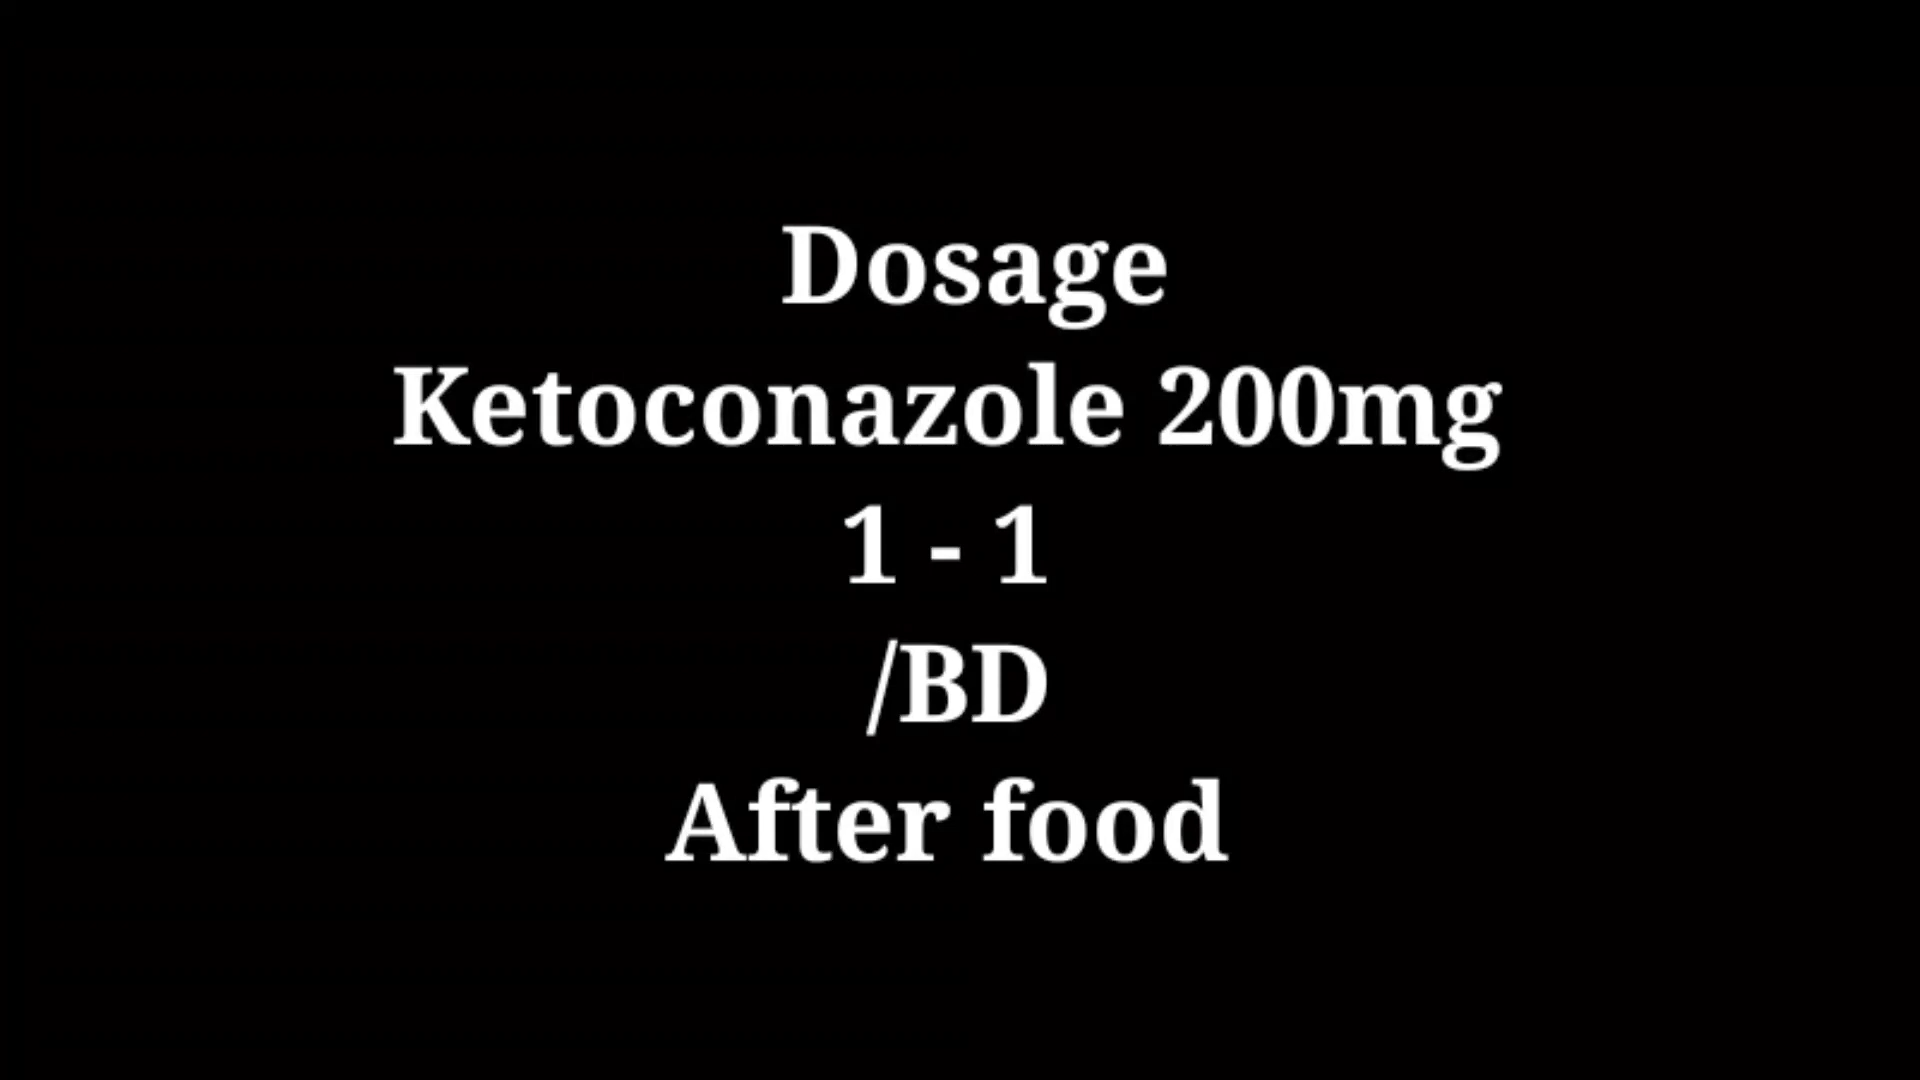 Dosage
Ketoconazole 200mg
1 - 1
/BD
After food